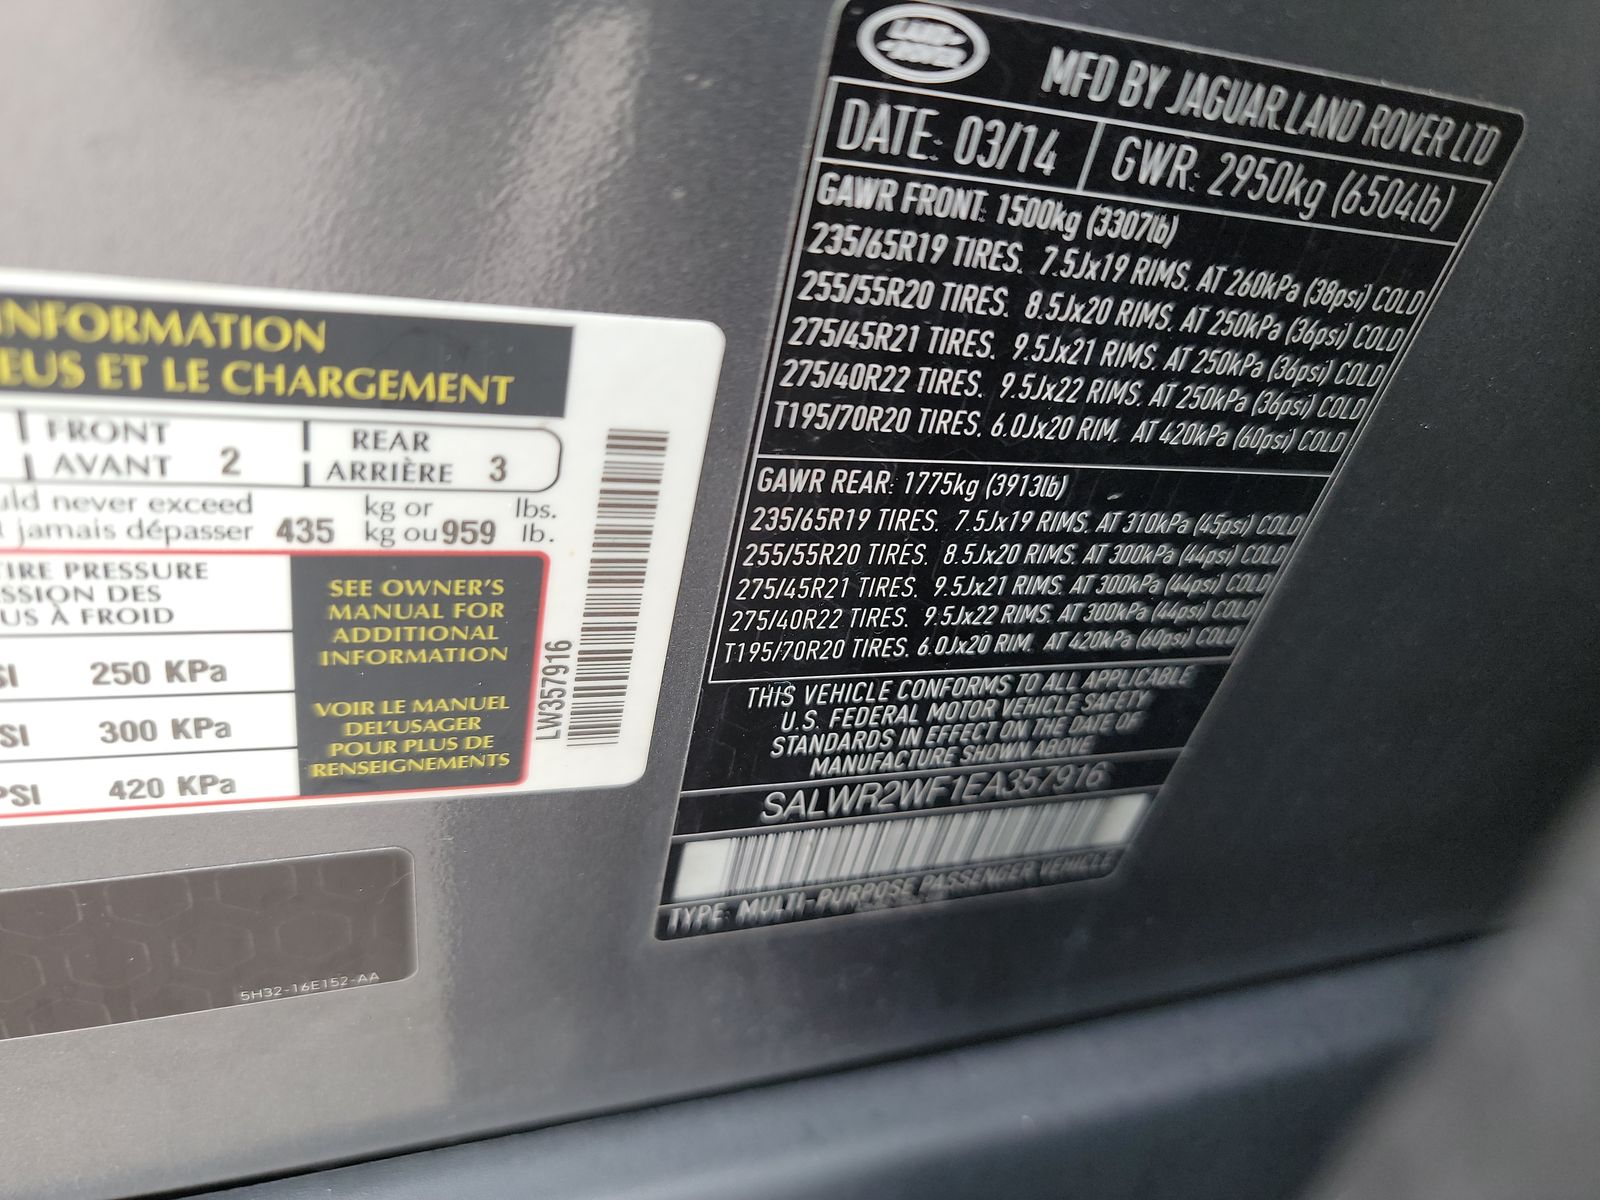 NFORMATION
EUS ET LE CHARGEMENT
FRONT
AVANT 2
REAR
ARRIÈRE 3
uld never exceed 435 kg or 959 lbs.
t jamais dépasser kg ou lb.
TIRE PRESSURE
SSION DES
US À FROID
SI 250 KPa
SI 300 KPa
PSI 420 KPa
SEE OWNER'S
MANUAL FOR
ADDITIONAL
INFORMATION
VOIR LE MANUEL
DEL'USAGER
POUR PLUS DE
RENSEIGNEMENTS
LW357916
5H32-16E152-AA
LAND
ROVER
MFD BY JAGUAR LAND ROVER LTD
DATE: 03/14 GWR: 2950kg (6504lb)
GAWR FRONT: 1500kg (3307lb)
235/65R19 TIRES. 7.5Jx19 RIMS. AT 260kPa (38psi) COLD
255/55R20 TIRES. 8.5Jx20 RIMS. AT 250kPa (36psi) COLD
275/45R21 TIRES. 9.5Jx21 RIMS. AT 250kPa (36psi) COLD
275/40R22 TIRES. 9.5Jx22 RIMS. AT 250kPa (36psi) COLD
T195/70R20 TIRES. 6.0Jx20 RIM. AT 420kPa (60psi) COLD
GAWR REAR: 1775kg (3913lb)
235/65R19 TIRES. 7.5Jx19 RIMS. AT 310kPa (45psi) COLD
255/55R20 TIRES. 8.5Jx20 RIMS. AT 300kPa (44psi) COLD
275/45R21 TIRES. 9.5Jx21 RIMS. AT 300kPa (44psi) COLD
275/40R22 TIRES. 9.5Jx22 RIMS. AT 300kPa (44psi) COLD
T195/70R20 TIRES. 6.0Jx20 RIM. AT 420kPa (60psi) COLD
THIS VEHICLE CONFORMS TO ALL APPLICABLE
U.S. FEDERAL MOTOR VEHICLE SAFETY
STANDARDS IN EFFECT ON THE DATE OF
MANUFACTURE SHOWN ABOVE
SALWR2WF1EA357916
TYPE: MULTI-PURPOSE PASSENGER VEHICLE